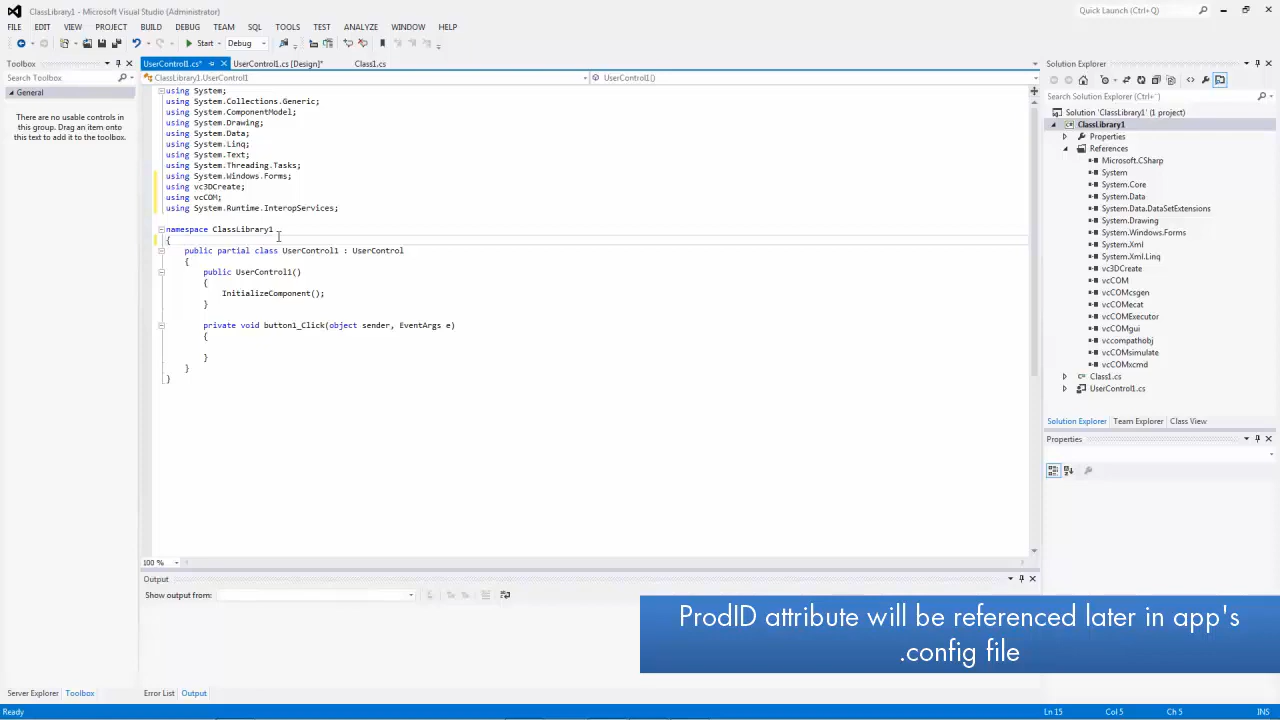 ClassLibrary1 - Microsoft Visual Studio (Administrator)
Quick Launch (Ctrl+Q)
FILE EDIT VIEW PROJECT BUILD DEBUG TEAM SQL TOOLS TEST ANALYZE WINDOW HELP
Start Debug
Toolbox
UserControl1.cs* UserControl1.cs [Design]* Class1.cs
Solution Explorer
Search Toolbox
ClassLibrary1.UserControl1
UserControl1()
General
There are no usable controls in
this group. Drag an item onto
this text to add it to the toolbox.
using System;
using System.Collections.Generic;
using System.ComponentModel;
using System.Drawing;
using System.Data;
using System.Linq;
using System.Text;
using System.Threading.Tasks;
using System.Windows.Forms;
using vc3DCreate;
using vcCOM;
using System.Runtime.InteropServices;
namespace ClassLibrary1
{
public partial class UserControl1 : UserControl
{
public UserControl1()
{
InitializeComponent();
}
private void button1_Click(object sender, EventArgs e)
{
}
}
}
100 %
Search Solution Explorer (Ctrl+¨)
Solution 'ClassLibrary1' (1 project)
ClassLibrary1
Properties
References
Microsoft.CSharp
System
System.Core
System.Data
System.Data.DataSetExtensions
System.Drawing
System.Windows.Forms
System.Xml
System.Xml.Linq
vc3DCreate
vcCOM
vcCOMcsgen
vcCOMecat
vcCOMExecutor
vcCOMgui
vccompathobj
vcCOMsimulate
vcCOMxcmd
Class1.cs
UserControl1.cs
Solution Explorer Team Explorer Class View
Properties
Output
Show output from:
ProdID attribute will be referenced later in app's
.config file
Server Explorer Toolbox
Error List Output
Ready
Ln 15 Col 5 Ch 5 INS